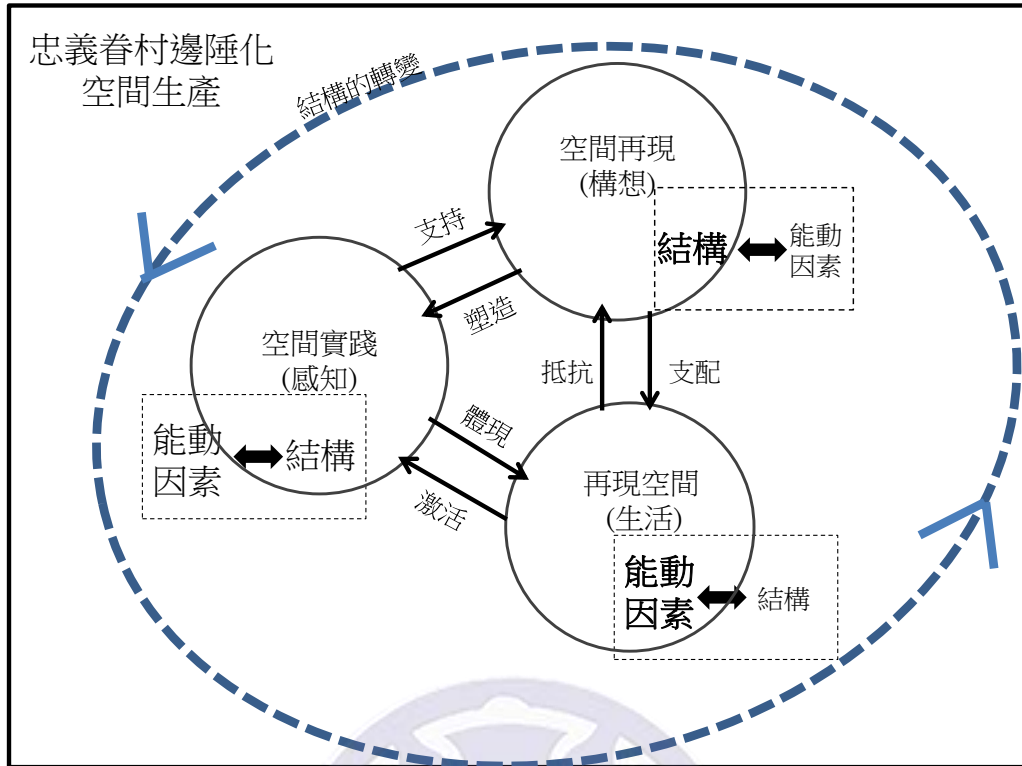 忠義眷村邊陲化
空間生產
結構的轉變
空間再現
(構想)
結構
能動
因素
支持
塑造
空間實踐
(感知)
能動
因素
結構
抵抗
支配
體現
激活
再現空間
(生活)
能動
因素
結構